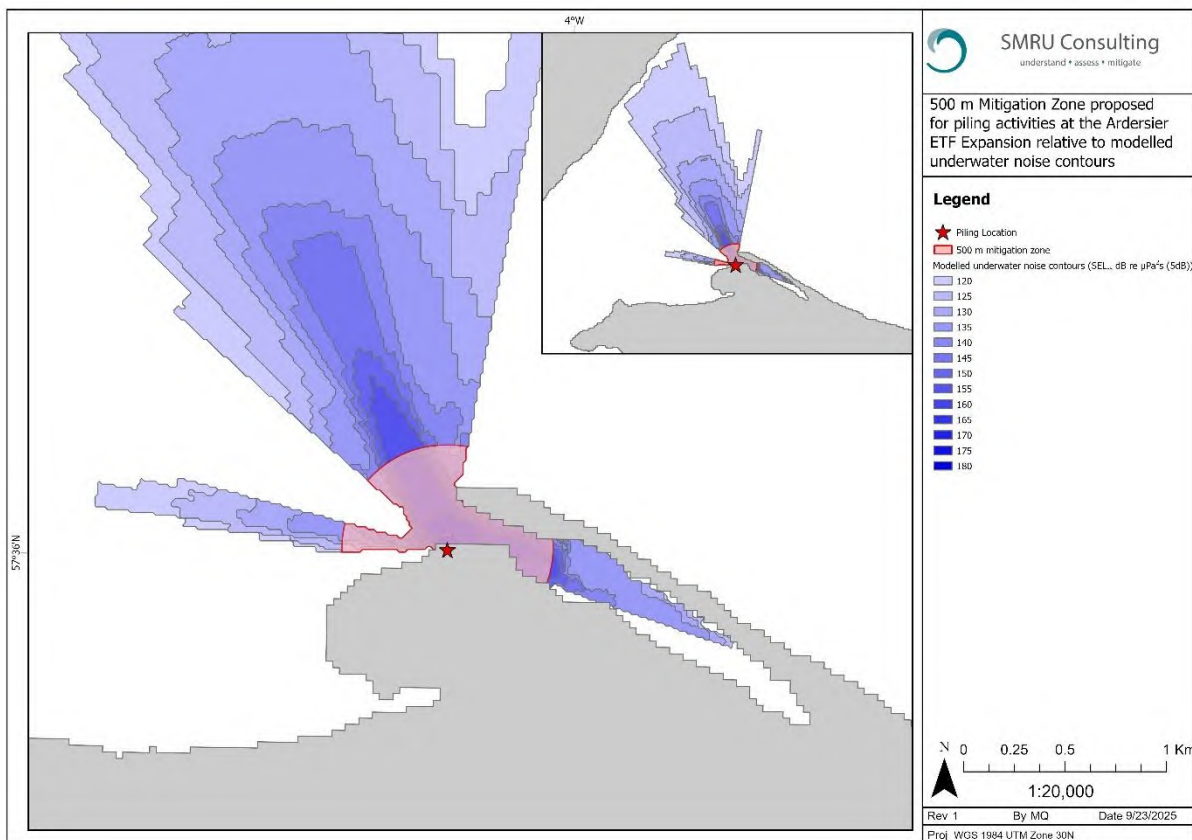 4°W
57°36'N
SMRU Consulting
understand • assess • mitigate
500 m Mitigation Zone proposed
for piling activities at the Ardersier
ETF Expansion relative to modelled
underwater noise contours
Legend
Piling Location
500 m mitigation zone
Modelled underwater noise contours (SEL, dB re µPa²s (5dB))
120
125
130
135
140
145
150
155
160
165
170
175
180
N 0 0.25 0.5 1 Km
1:20,000
Rev 1 By MQ Date 9/23/2025
Proj WGS 1984 UTM Zone 30N